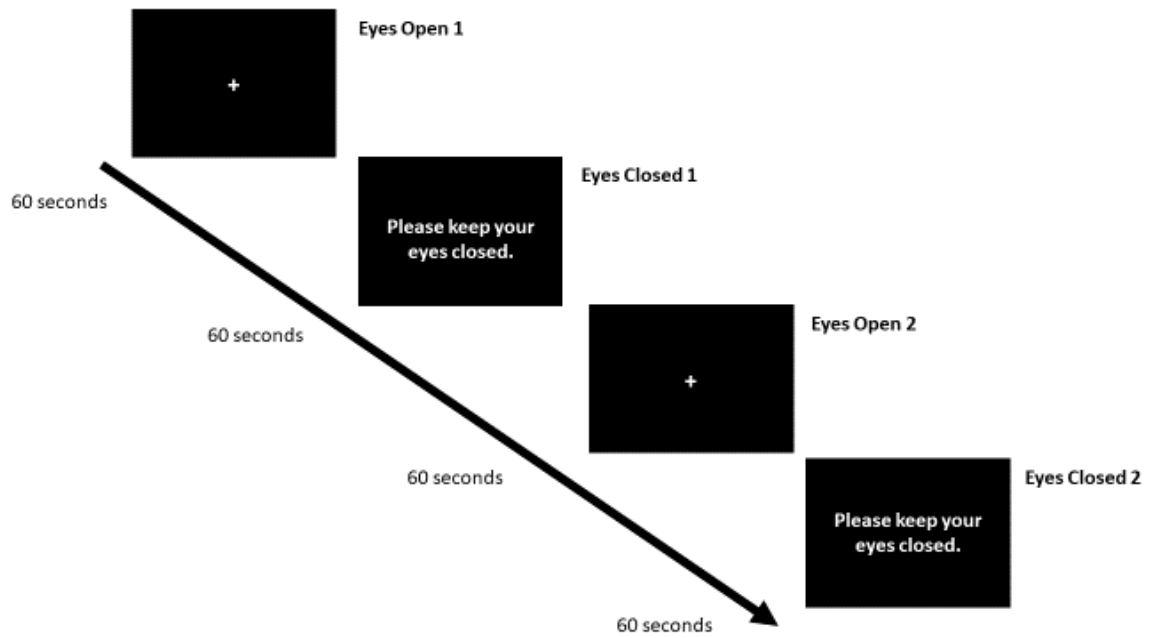 Eyes Open 1
+
60 seconds
Eyes Closed 1
Please keep your
eyes closed.
60 seconds
Eyes Open 2
+
60 seconds
Eyes Closed 2
Please keep your
eyes closed.
60 seconds